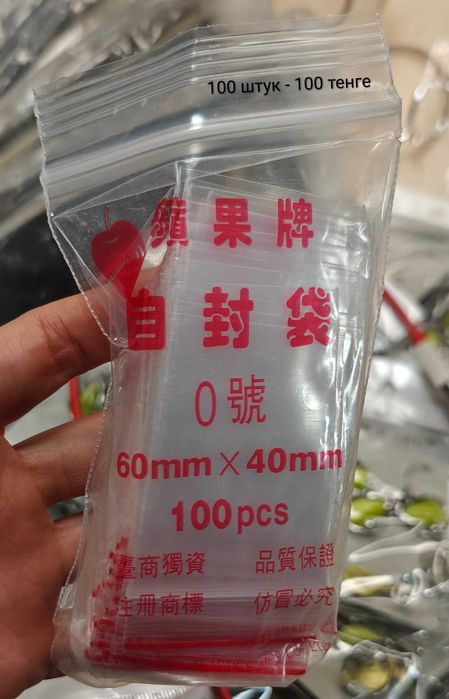 100 штук - 100 тенге
蘋果牌
自封袋
0號
60mm×40mm
100pcs
臺商獨資 品質保證
注冊商標 仿冒必究